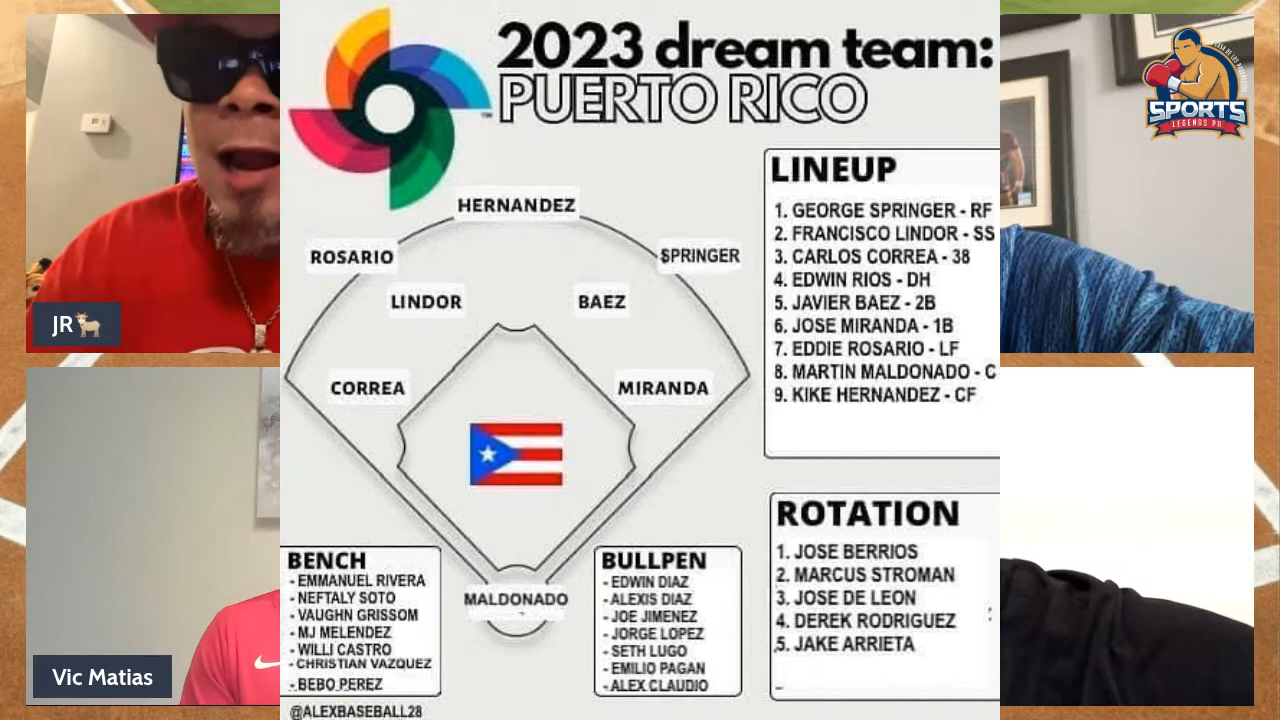 2023 dream team:
PUERTO RICO
™
HERNANDEZ
ROSARIO
SPRINGER
LINDOR
BAEZ
CORREA
MIRANDA
MALDONADO
LINEUP
1. GEORGE SPRINGER - RF
2. FRANCISCO LINDOR - SS
3. CARLOS CORREA - 38
4. EDWIN RIOS - DH
5. JAVIER BAEZ - 2B
6. JOSE MIRANDA - 1B
7. EDDIE ROSARIO - LF
8. MARTIN MALDONADO - C
9. KIKE HERNANDEZ - CF
ROTATION
1. JOSE BERRIOS
2. MARCUS STROMAN
3. JOSE DE LEON
4. DEREK RODRIGUEZ
5. JAKE ARRIETA
BENCH
- EMMANUEL RIVERA
- NEFTALY SOTO
- VAUGHN GRISSOM
- MJ MELENDEZ
- WILLI CASTRO
- CHRISTIAN VAZQUEZ
- BEBO PEREZ
BULLPEN
- EDWIN DIAZ
- ALEXIS DIAZ
- JOE JIMENEZ
- JORGE LOPEZ
- SETH LUGO
- EMILIO PAGAN
- ALEX CLAUDIO
@ALEXBASEBALL28
JR
Vic Matias
SPORTS
LEGENDS PR